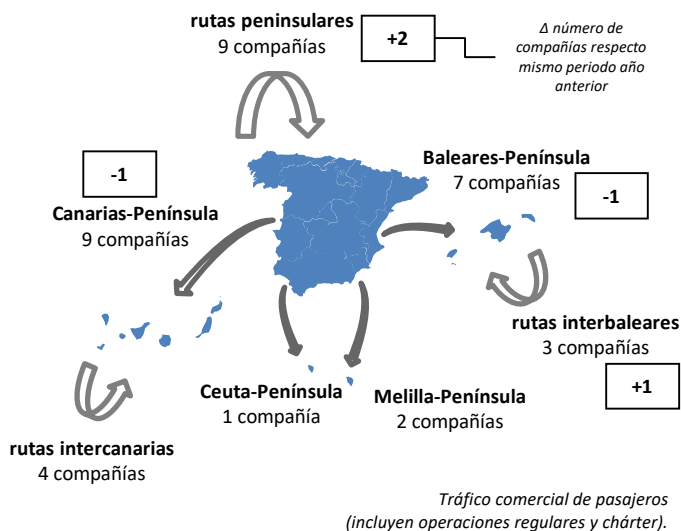 rutas peninsulares
9 compañías
+2
Δ número de
compañías respecto
mismo periodo año
anterior
-1
Canarias-Península
9 compañías
Baleares-Península
7 compañías
-1
rutas interbaleares
3 compañías
+1
Ceuta-Península
1 compañía
Melilla-Península
2 compañías
rutas intercanarias
4 compañías
Tráfico comercial de pasajeros
(incluyen operaciones regulares y chárter).